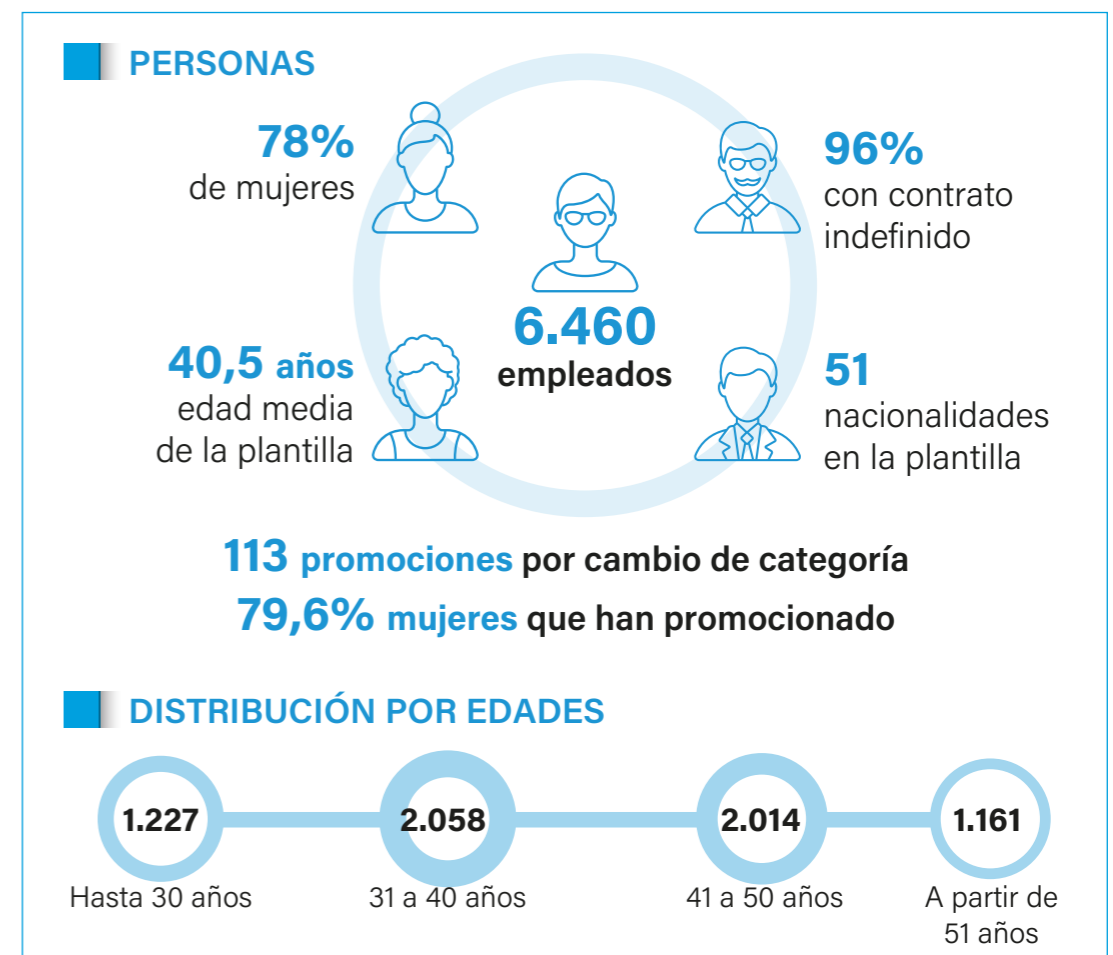 PERSONAS
78%
de mujeres
96%
con contrato
indefinido
6.460
empleados
40,5 años
edad media
de la plantilla
51
nacionalidades
en la plantilla
113 promociones por cambio de categoría
79,6% mujeres que han promocionado
DISTRIBUCIÓN POR EDADES
1.227
2.058
2.014
1.161
Hasta 30 años
31 a 40 años
41 a 50 años
A partir de
51 años